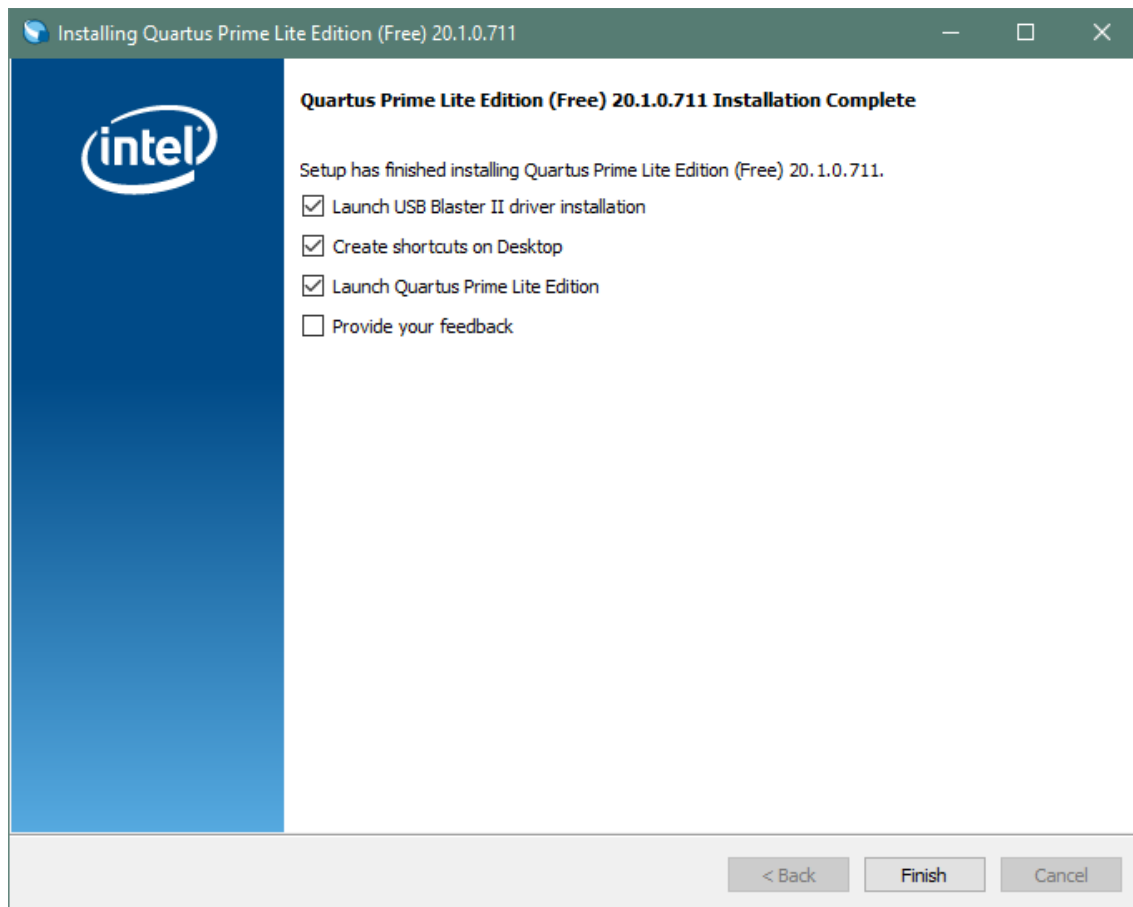 Installing Quartus Prime Lite Edition (Free) 20.1.0.711
intel
Quartus Prime Lite Edition (Free) 20.1.0.711 Installation Complete
Setup has finished installing Quartus Prime Lite Edition (Free) 20.1.0.711.
Launch USB Blaster II driver installation
Create shortcuts on Desktop
Launch Quartus Prime Lite Edition
Provide your feedback
< Back Finish Cancel